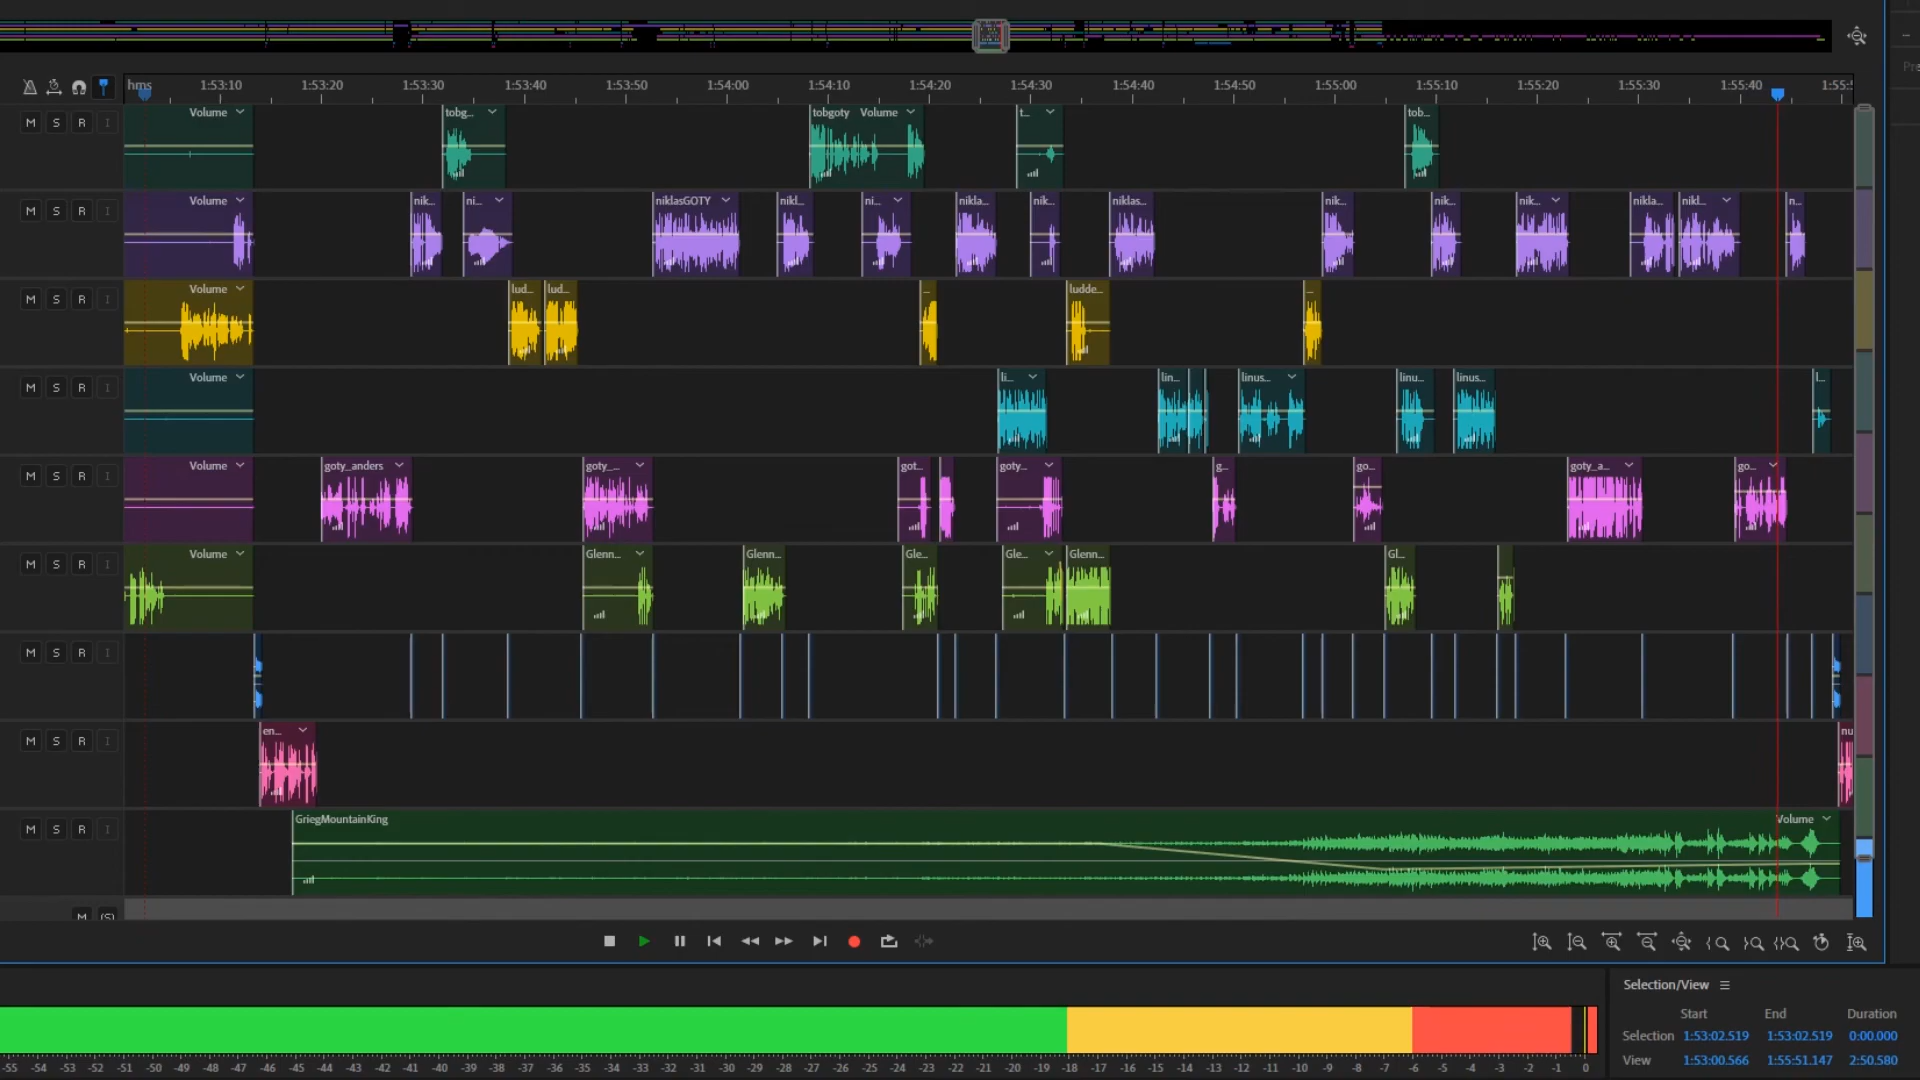 Pre
hms 1:53:10 1:53:20 1:53:30 1:53:40 1:53:50 1:54:00 1:54:10 1:54:20 1:54:30 1:54:40 1:54:50 1:55:00 1:55:10 1:55:20 1:55:30 1:55:40 1:55:
M S R I Volume tobg... tobgoty Volume t... tob...
M S R I Volume nik... ni... niklasGOTY nikl... ni... nikla... nik... niklas... nik... nik... nik... nikla... nikl... n...
M S R I Volume lud... lud... ... ludde... ...
M S R I Volume li... lin... linus... linu... linus... l...
M S R I Volume goty_anders goty_... got... goty... g... go... goty_a... go...
M S R I Volume Glenn... Glenn... Gle... Gle... Glenn... Gl...
M S R I
M S R I en... nu
M S R I GriegMountainKing Volume
M (S)
Selection/View
Start End Duration
Selection 1:53:02.519 1:53:02.519 0:00.000
View 1:53:00.566 1:55:51.147 2:50.580
-55 -54 -53 -52 -51 -50 -49 -48 -47 -46 -45 -44 -43 -42 -41 -40 -39 -38 -37 -36 -35 -34 -33 -32 -31 -30 -29 -28 -27 -26 -25 -24 -23 -22 -21 -20 -19 -18 -17 -16 -15 -14 -13 -12 -11 -10 -9 -8 -7 -6 -5 -4 -3 -2 -1 0